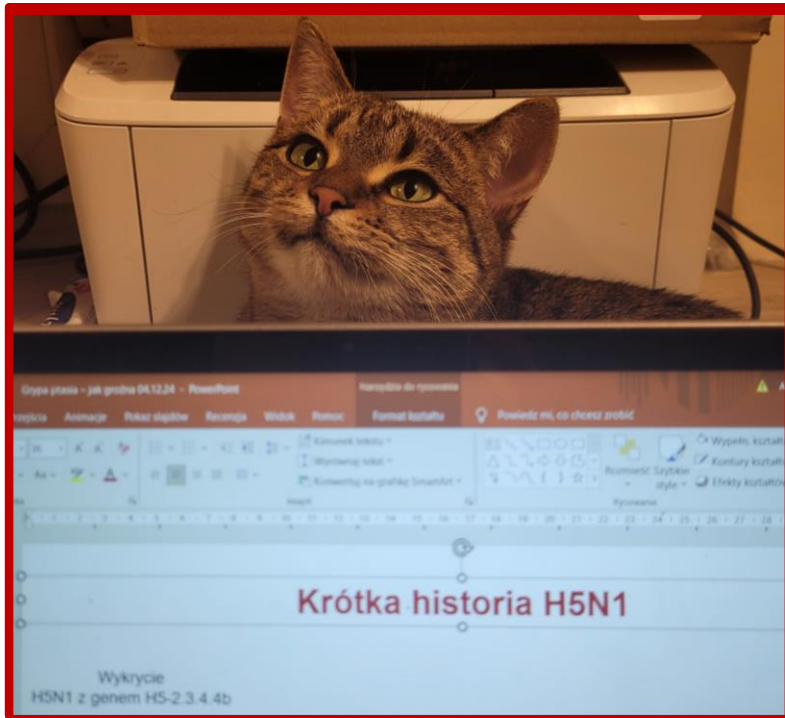 Grypa ptasia – jak groźna 04.12.24 - PowerPoint
Narzędzia do rysowania
Animacje Pokaz slajdów Recenzja Widok Pomoc Format kształtu Powiedz mi, co chcesz zrobić
36
Kierunek tekstu
Wyrównaj tekst
Konwertuj na grafikę SmartArt
Rozmieść
Szybkie
style
Wypełn. kształtu
Kontury kształtu
Efekty kształtów
Akapit
Rysowanie
Krótka historia H5N1
Wykrycie
H5N1 z genem H5-2.3.4.4b